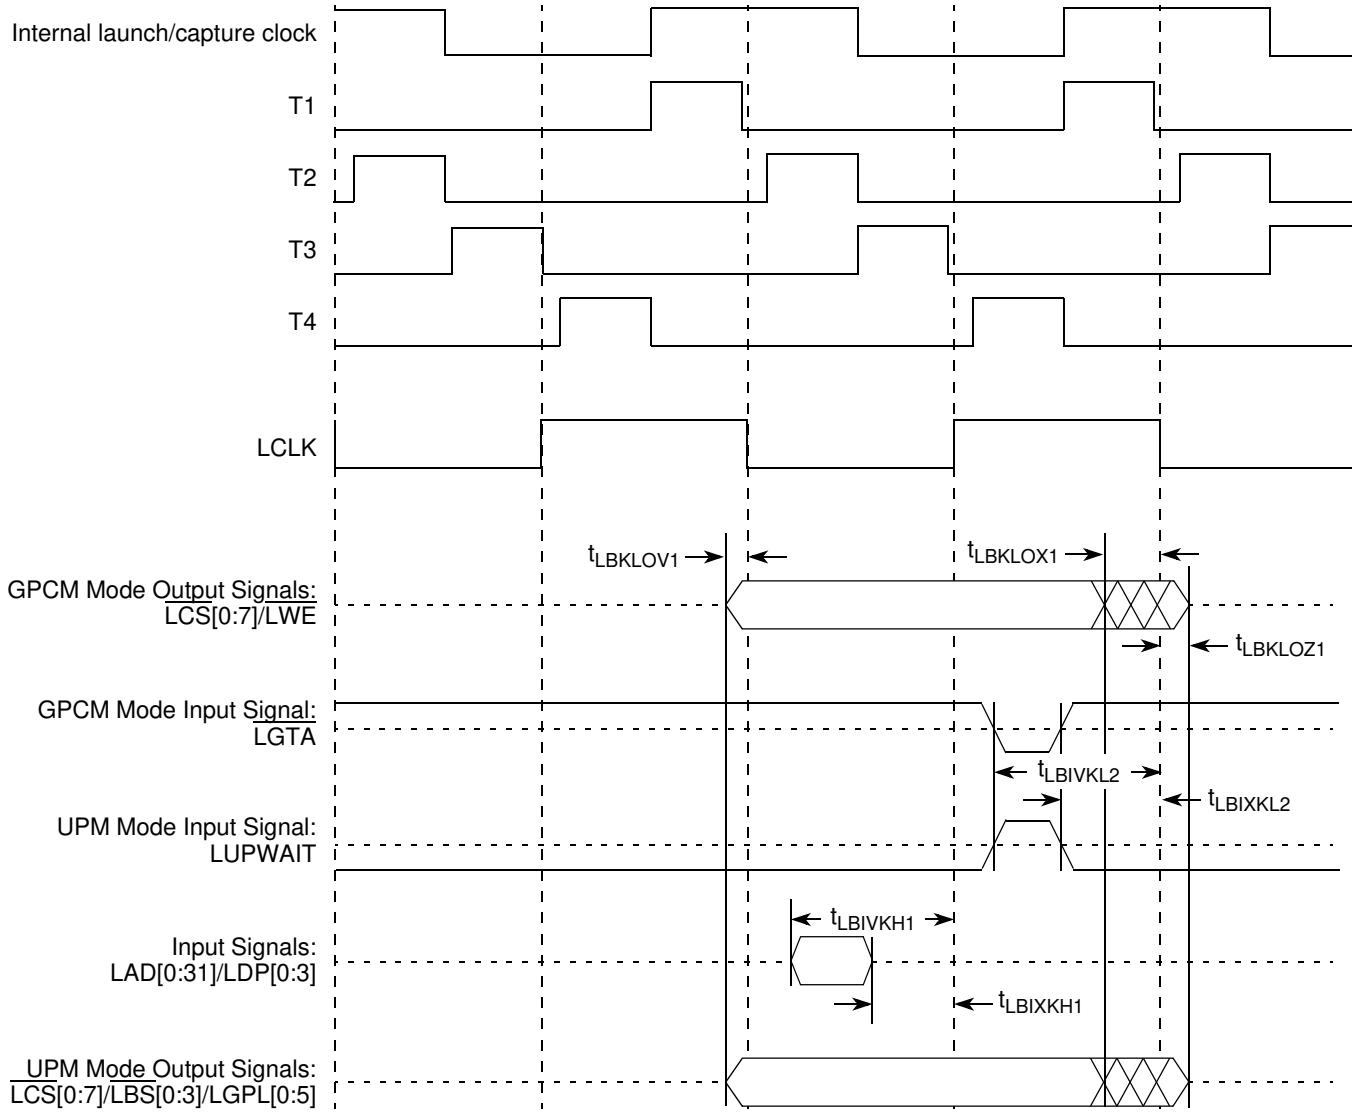 Internal launch/capture clock
T1
T2
T3
T4
LCLK
tLBKLOV1
tLBKLOX1
GPCM Mode Output Signals:
LCS[0:7]/LWE
tLBKLOZ1
GPCM Mode Input Signal:
LGTA
tLBIVKL2
tLBIXKL2
UPM Mode Input Signal:
LUPWAIT
tLBIVKH1
Input Signals:
LAD[0:31]/LDP[0:3]
tLBIXKH1
UPM Mode Output Signals:
LCS[0:7]/LBS[0:3]/LGPL[0:5]